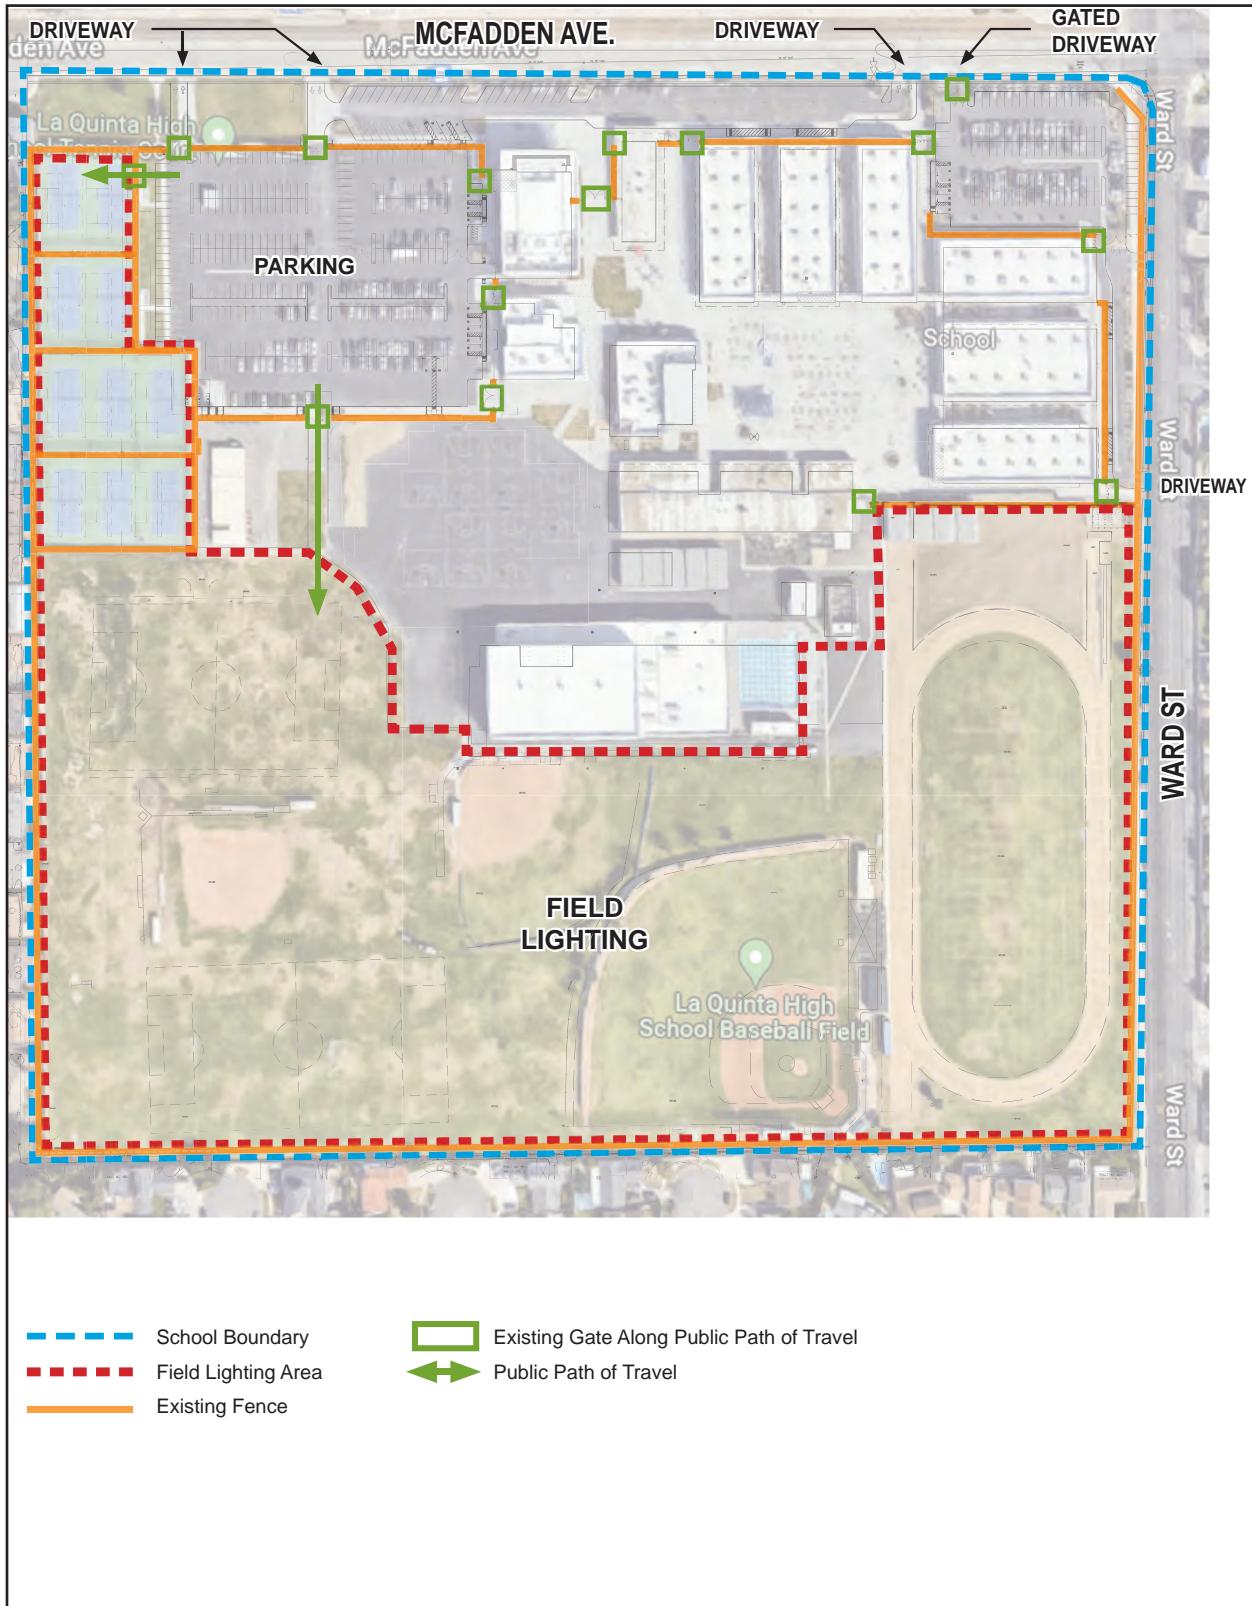 DRIVEWAY
MCFADDEN AVE.
DRIVEWAY
GATED
DRIVEWAY
den Ave
McFadden Ave
Ward St
La Quinta High
PARKING
School
Ward
DRIVEWAY
WARD ST
FIELD
LIGHTING
La Quinta High
School Baseball Field
Ward St
School Boundary
Field Lighting Area
Existing Fence
Existing Gate Along Public Path of Travel
Public Path of Travel